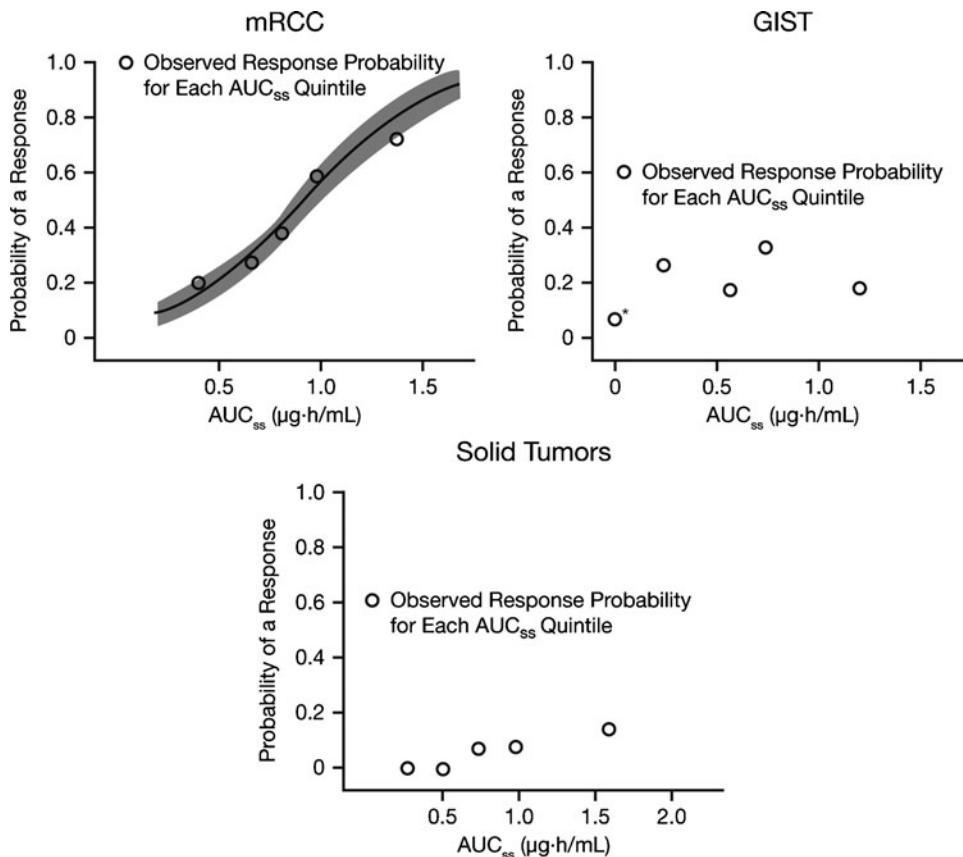 mRCC
Observed Response Probability
for Each AUCss Quintile
Probability of a Response
1.0
0.8
0.6
0.4
0.2
0
0.5
1.0
1.5
AUCss (µg·h/mL)
GIST
Observed Response Probability
for Each AUCss Quintile
Probability of a Response
1.0
0.8
0.6
0.4
0.2
0
*
0
0.5
1.0
1.5
AUCss (µg·h/mL)
Solid Tumors
Observed Response Probability
for Each AUCss Quintile
Probability of a Response
1.0
0.8
0.6
0.4
0.2
0
0.5
1.0
1.5
2.0
AUCss (µg·h/mL)